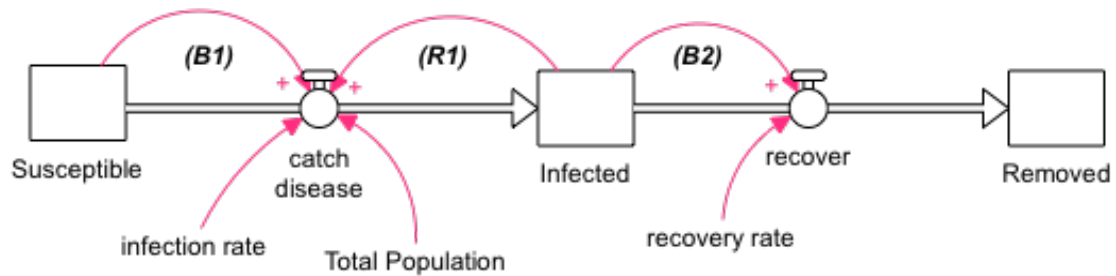 (B1)
(R1)
(B2)
+
+
+
Susceptible
catch
disease
Infected
recover
Removed
infection rate
Total Population
recovery rate